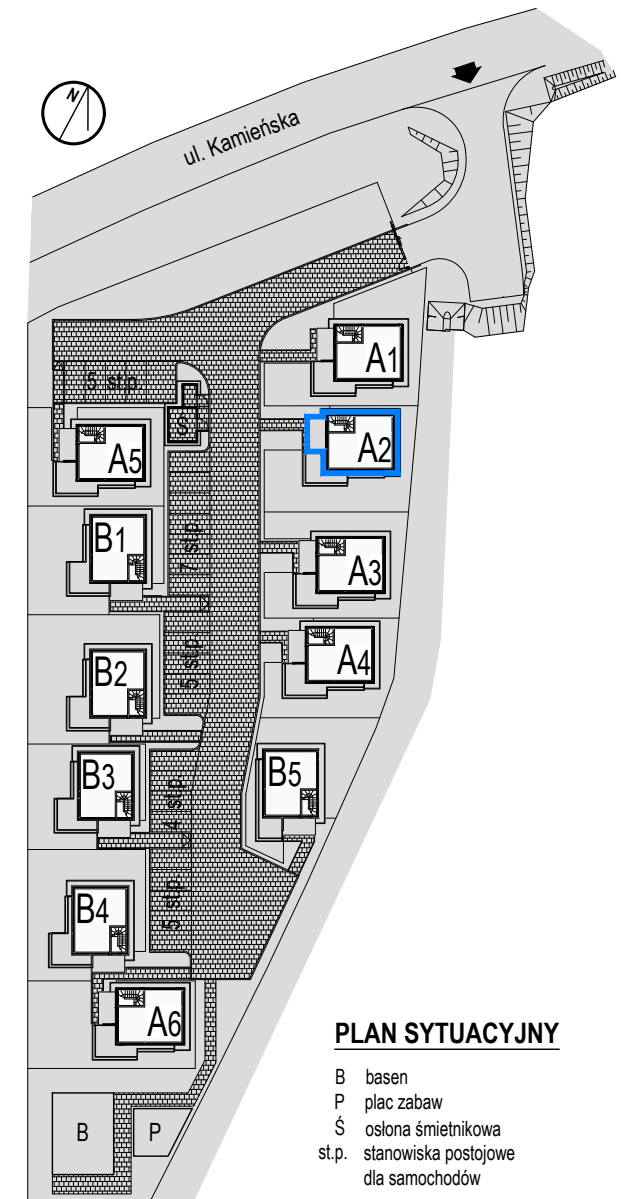 N
ul. Kamieńska
A1
5 st.p.
Ś
A2
A5
B1
7 st.p.
A3
A4
B2
5 st.p.
B3
B5
4 st.p.
B4
5 st.p.
A6
B
P
PLAN SYTUACYJNY
B basen
P plac zabaw
Ś osłona śmietnikowa
st.p. stanowiska postojowe
dla samochodów